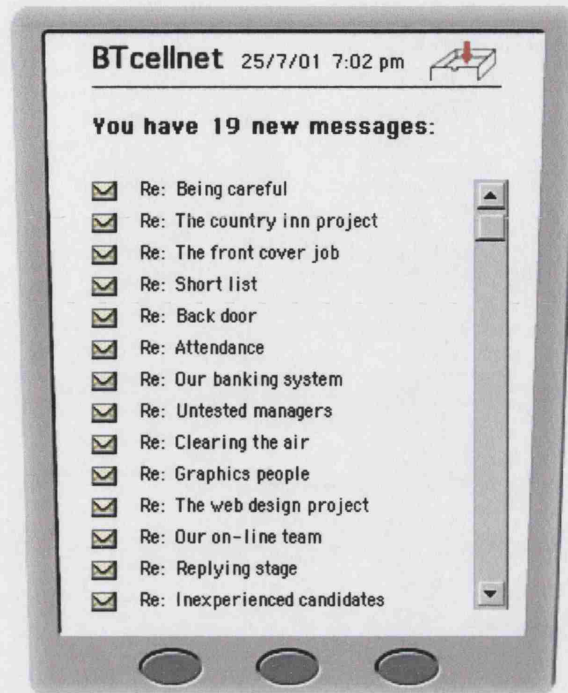 BTcellnet 25/7/01 7:02 pm
You have 19 new messages:
Re: Being careful
Re: The country inn project
Re: The front cover job
Re: Short list
Re: Back door
Re: Attendance
Re: Our banking system
Re: Untested managers
Re: Clearing the air
Re: Graphics people
Re: The web design project
Re: Our on-line team
Re: Replying stage
Re: Inexperienced candidates